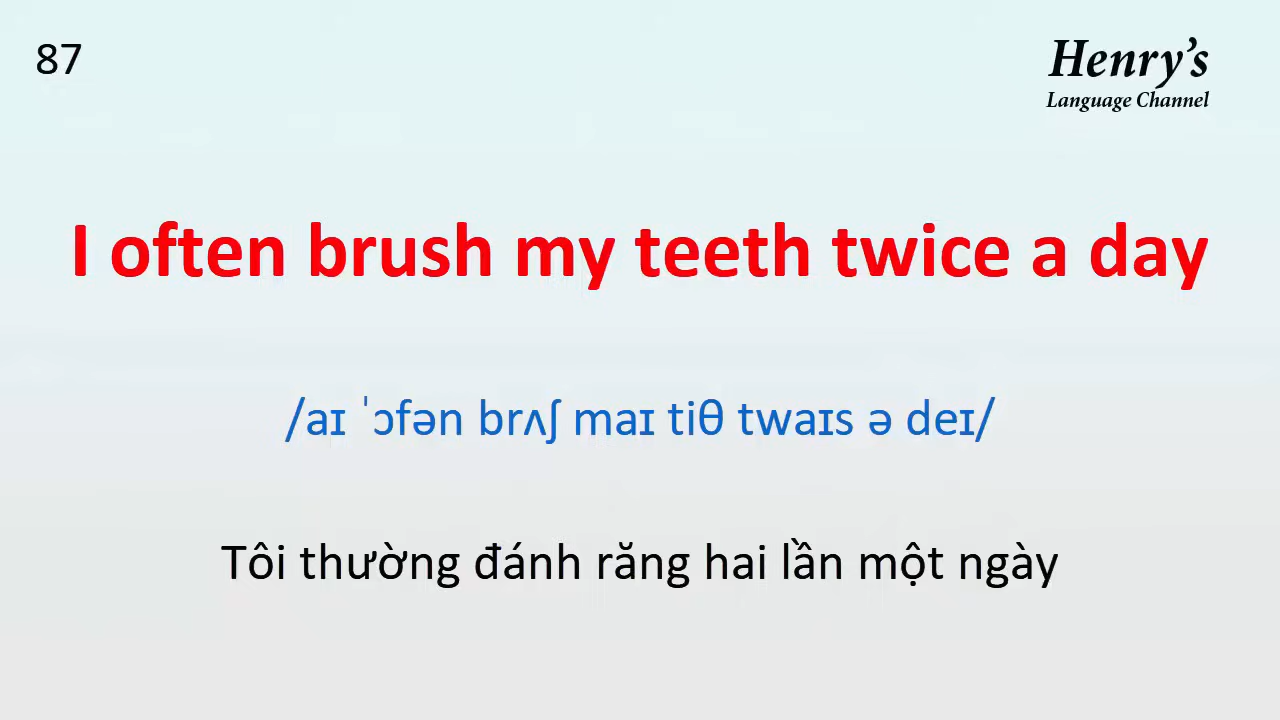 87
Henry's
Language Channel
I often brush my teeth twice a day
/aɪ ˈɔfən brʌʃ maɪ tiθ twaɪs ə deɪ/
Tôi thường đánh răng hai lần một ngày